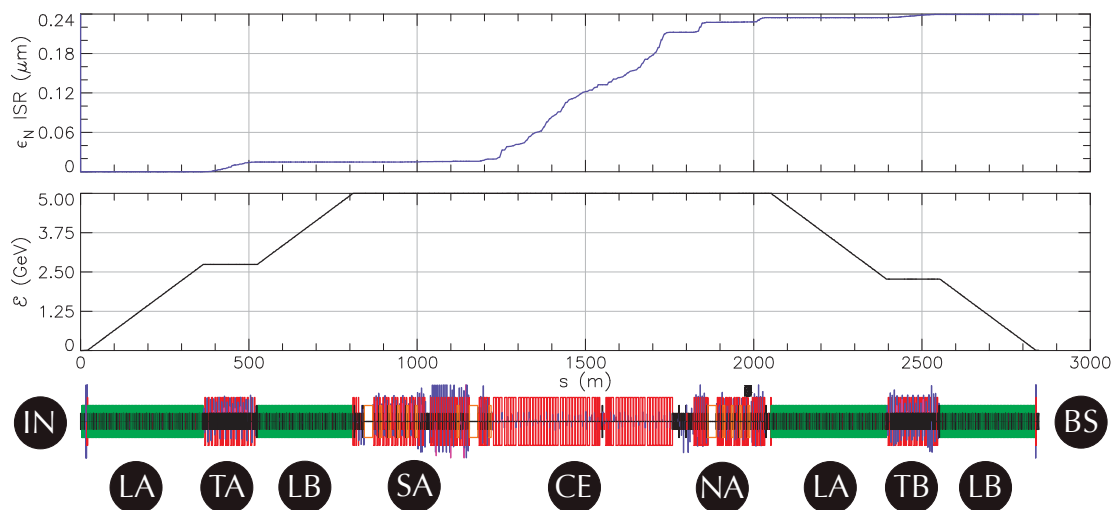 0.24
0.18
0.12
0.06
0
ϵN ISR (μm)
5.00
3.75
2.50
1.25
0
ℰ (GeV)
0 500 1000 1500 2000 2500 3000
s (m)
IN BS
LA TA LB SA CE NA LA TB LB